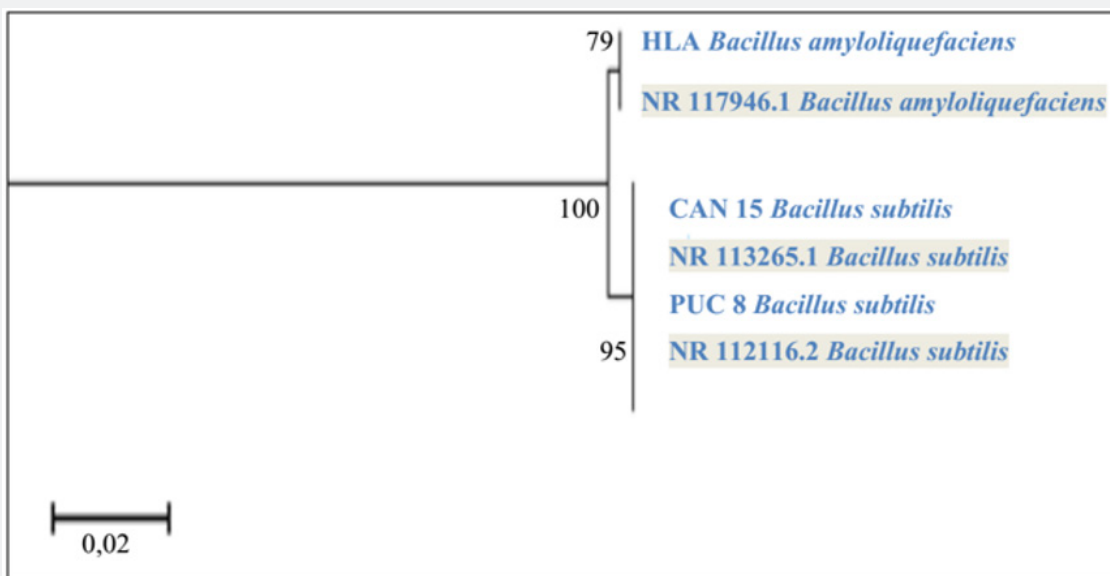 79 HLA Bacillus amyloliquefaciens
NR 117946.1 Bacillus amyloliquefaciens
100 CAN 15 Bacillus subtilis
NR 113265.1 Bacillus subtilis
PUC 8 Bacillus subtilis
95 NR 112116.2 Bacillus subtilis
0,02